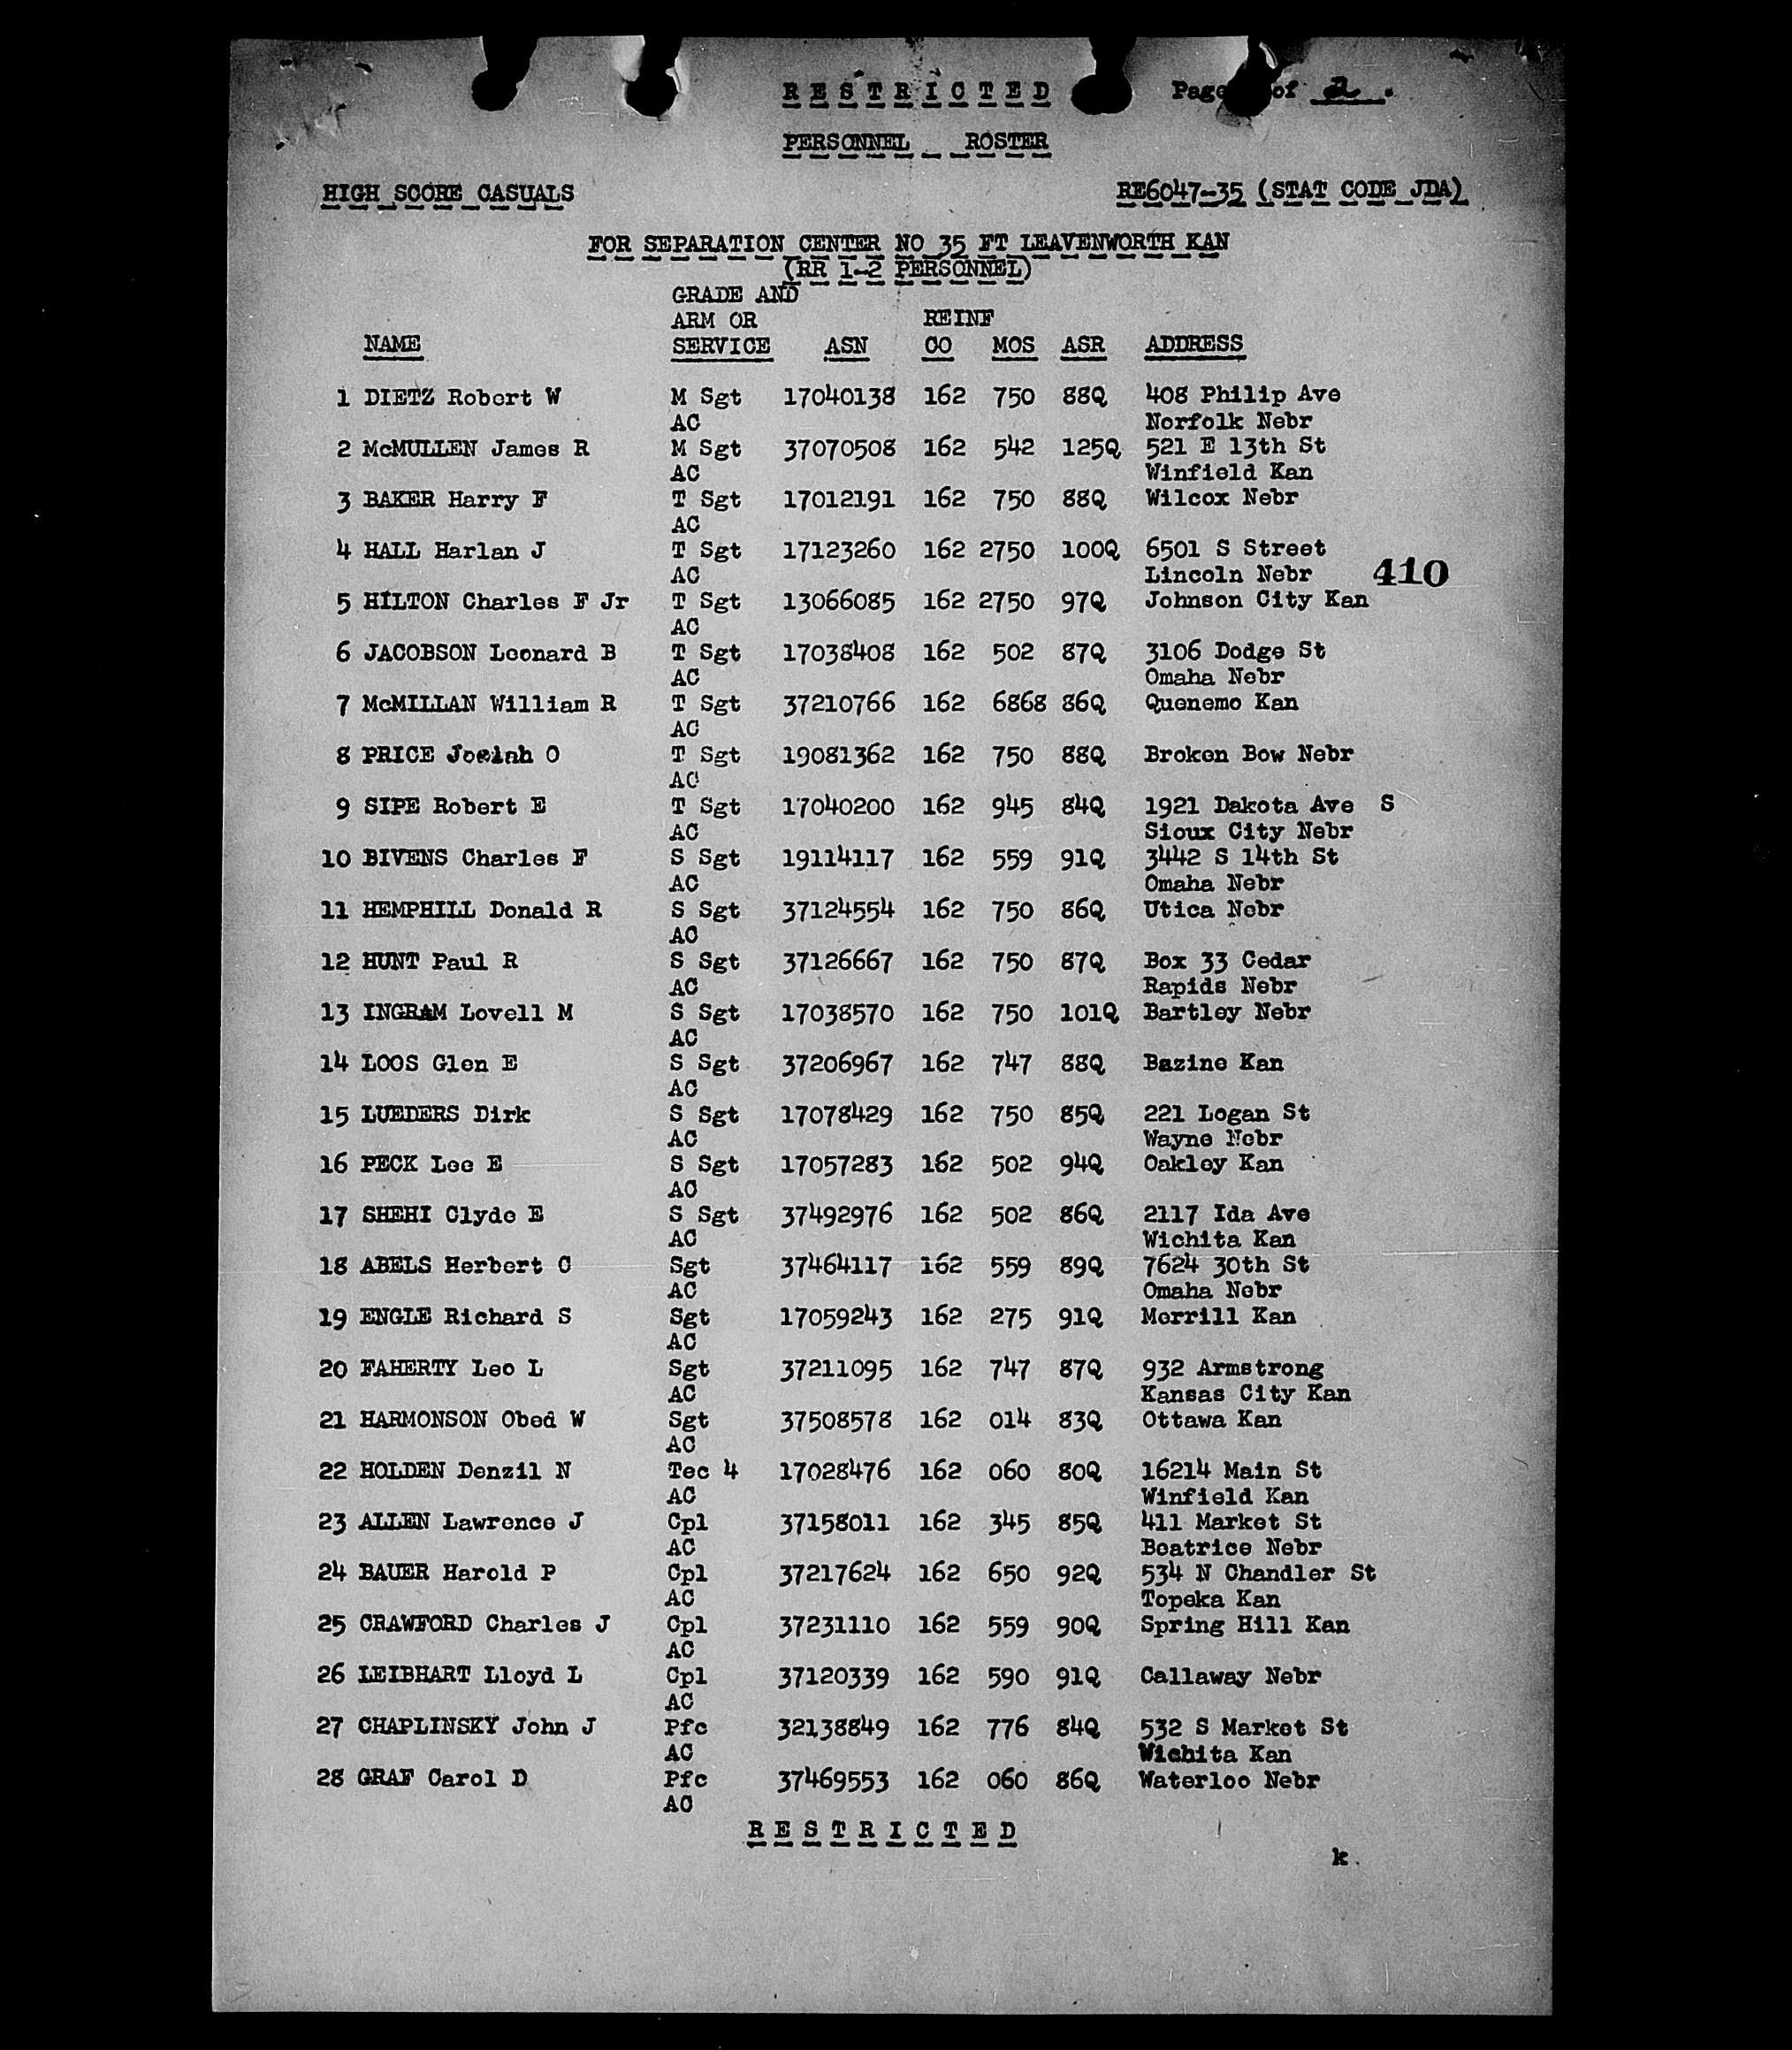 RESTRICTED Page of 2.
PERSONNEL ROSTER
HIGH SCORE CASUALS RE6047-35 (STAT CODE JDA)
FOR SEPARATION CENTER NO 35 FT LEAVENWORTH KAN
(RR 1-2 PERSONNEL)
GRADE AND
ARM OR REINF
NAME SERVICE ASN CO MOS ASR ADDRESS
1 DIETZ Robert W M Sgt 17040138 162 750 88Q 408 Philip Ave
AC Norfolk Nebr
2 McMULLEN James R M Sgt 37070508 162 542 125Q 521 E 13th St
AC Winfield Kan
3 BAKER Harry F T Sgt 17012191 162 750 88Q Wilcox Nebr
AC
4 HALL Harlan J T Sgt 17123260 162 2750 100Q 6501 S Street
AC Lincoln Nebr 410
5 HILTON Charles F Jr T Sgt 13066085 162 2750 97Q Johnson City Kan
AC
6 JACOBSON Leonard B T Sgt 17038408 162 502 87Q 3106 Dodge St
AC Omaha Nebr
7 McMILLAN William R T Sgt 37210766 162 6868 86Q Quenemo Kan
AC
8 PRICE Josiah O T Sgt 19081362 162 750 88Q Broken Bow Nebr
AC
9 SIPE Robert E T Sgt 17040200 162 945 84Q 1921 Dakota Ave S
AC Sioux City Nebr
10 BIVENS Charles F S Sgt 19114117 162 559 91Q 3442 S 14th St
AC Omaha Nebr
11 HEMPHILL Donald R S Sgt 37124554 162 750 86Q Utica Nebr
AC
12 HUNT Paul R S Sgt 37126667 162 750 87Q Box 33 Cedar
AC Rapids Nebr
13 INGRAM Lovell M S Sgt 17038570 162 750 101Q Bartley Nebr
AC
14 LOOS Glen E S Sgt 37206967 162 747 88Q Bazine Kan
AC
15 LUEDERS Dirk S Sgt 17078429 162 750 85Q 221 Logan St
AC Wayne Nebr
16 PECK Lee E S Sgt 17057283 162 502 94Q Oakley Kan
AC
17 SHEHI Clyde E S Sgt 37492976 162 502 86Q 2117 Ida Ave
AC Wichita Kan
18 ABELS Herbert C Sgt 37464117 162 559 89Q 7624 30th St
AC Omaha Nebr
19 ENGLE Richard S Sgt 17059243 162 275 91Q Morrill Kan
AC
20 FAHERTY Leo L Sgt 37211095 162 747 87Q 932 Armstrong
AC Kansas City Kan
21 HARMONSON Obed W Sgt 37508578 162 014 83Q Ottawa Kan
AC
22 HOLDEN Denzil N Tec 4 17028476 162 060 80Q 16214 Main St
AC Winfield Kan
23 ALLEN Lawrence J Cpl 37158011 162 345 85Q 411 Market St
AC Beatrice Nebr
24 BAUER Harold P Cpl 37217624 162 650 92Q 534 N Chandler St
AC Topeka Kan
25 CRAWFORD Charles J Cpl 37231110 162 559 90Q Spring Hill Kan
AC
26 LEIBHART Lloyd L Cpl 37120339 162 590 91Q Callaway Nebr
AC
27 CHAPLINSKY John J Pfc 32138849 162 776 84Q 532 S Market St
AC Wichita Kan
28 GRAF Carol D Pfc 37469553 162 060 86Q Waterloo Nebr
AC
RESTRICTED
k.